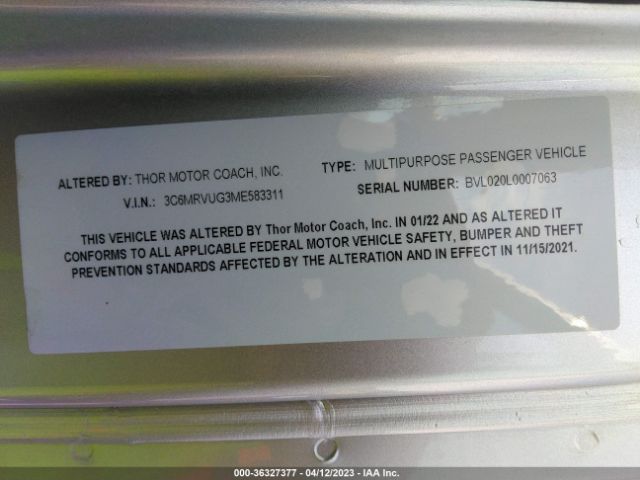 ALTERED BY: THOR MOTOR COACH, INC. TYPE: MULTIPURPOSE PASSENGER VEHICLE
V.I.N.: 3C6MRVUG3ME583311 SERIAL NUMBER: BVL020L0007063
THIS VEHICLE WAS ALTERED BY Thor Motor Coach, Inc. IN 01/22 AND AS ALTERED IT
CONFORMS TO ALL APPLICABLE FEDERAL MOTOR VEHICLE SAFETY, BUMPER AND THEFT
PREVENTION STANDARDS AFFECTED BY THE ALTERATION AND IN EFFECT IN 11/15/2021.
000-36327377 - 04/12/2023 - IAA Inc.